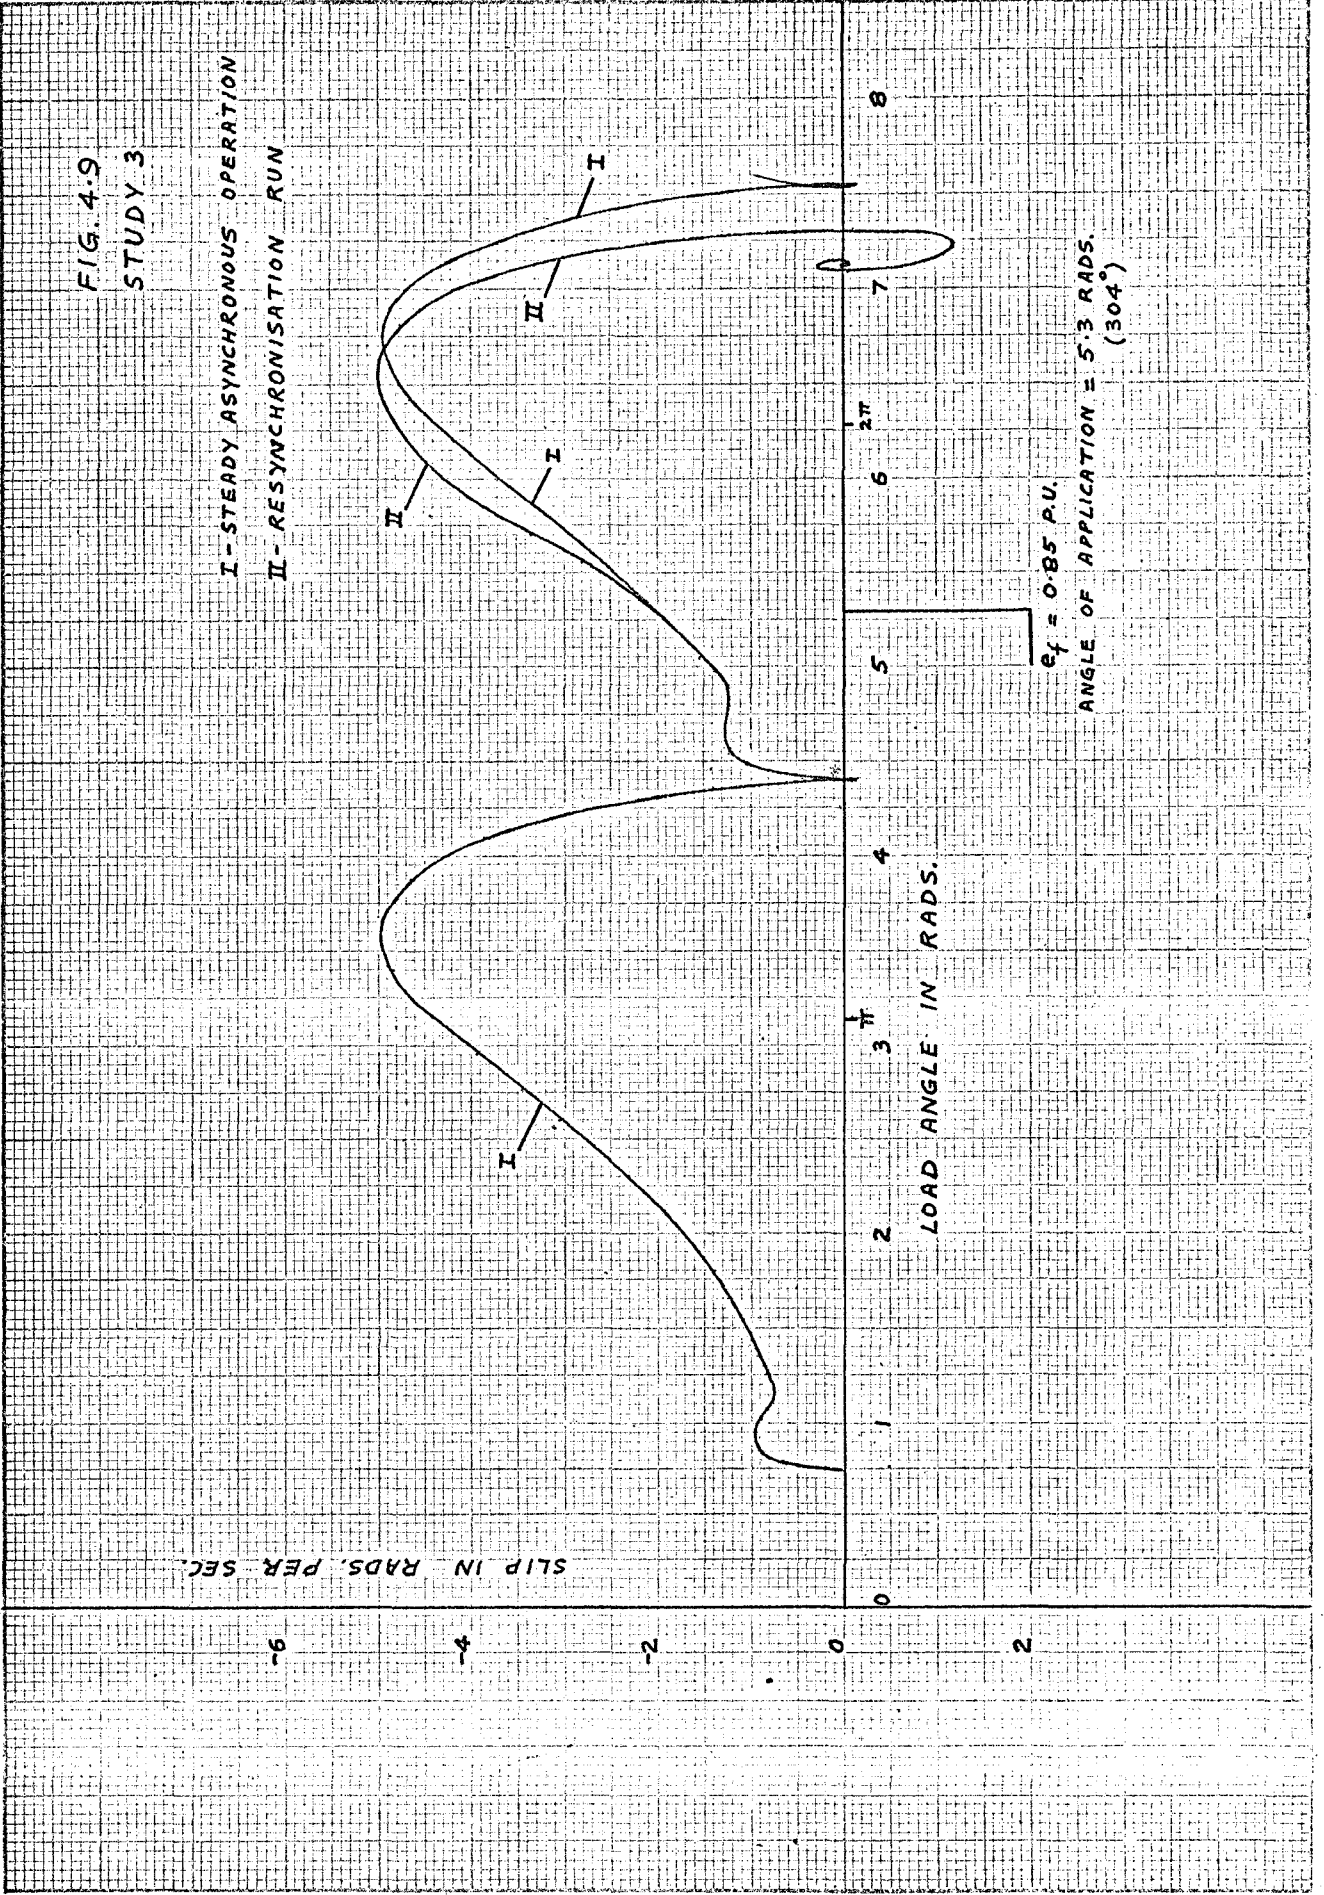 FIG. 4.9
STUDY 3
I - STEADY ASYNCHRONOUS OPERATION
II - RESYNCHRONISATION RUN
SLIP IN RADS. PER SEC.
-6
-4
-2
0
2
I
II
I
II
I
0
1
2
3
π
4
5
6
2π
7
8
LOAD ANGLE IN RADS.
ef = 0.85 P.U.
ANGLE OF APPLICATION = 5.3 RADS.
(304°)